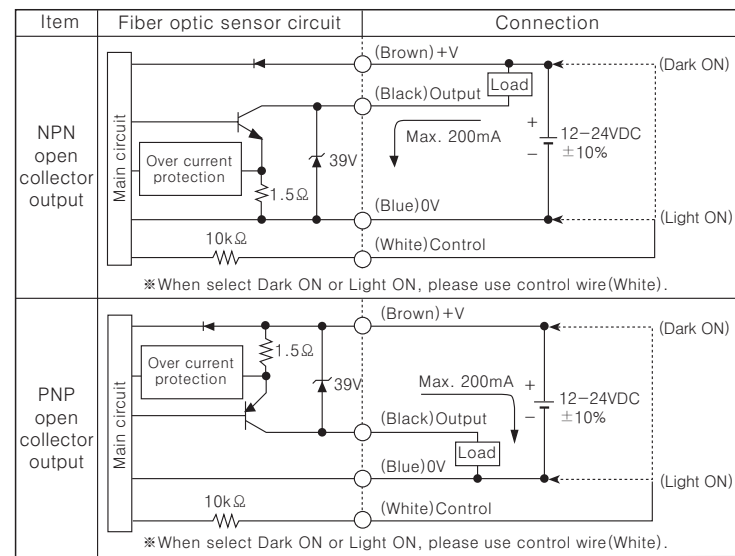 Item
Fiber optic sensor circuit
Connection
NPN
open
collector
output
Main circuit
(Brown)+V
(Dark ON)
Load
(Black)Output
Max. 200mA
+
−
12−24VDC
±10%
Over current
protection
39V
1.5Ω
(Blue)0V
(Light ON)
10kΩ
(White)Control
※When select Dark ON or Light ON, please use control wire(White).
PNP
open
collector
output
Main circuit
(Brown)+V
(Dark ON)
1.5Ω
Over current
protection
39V
Max. 200mA
+
−
12−24VDC
±10%
(Black)Output
Load
(Blue)0V
(Light ON)
10kΩ
(White)Control
※When select Dark ON or Light ON, please use control wire(White).